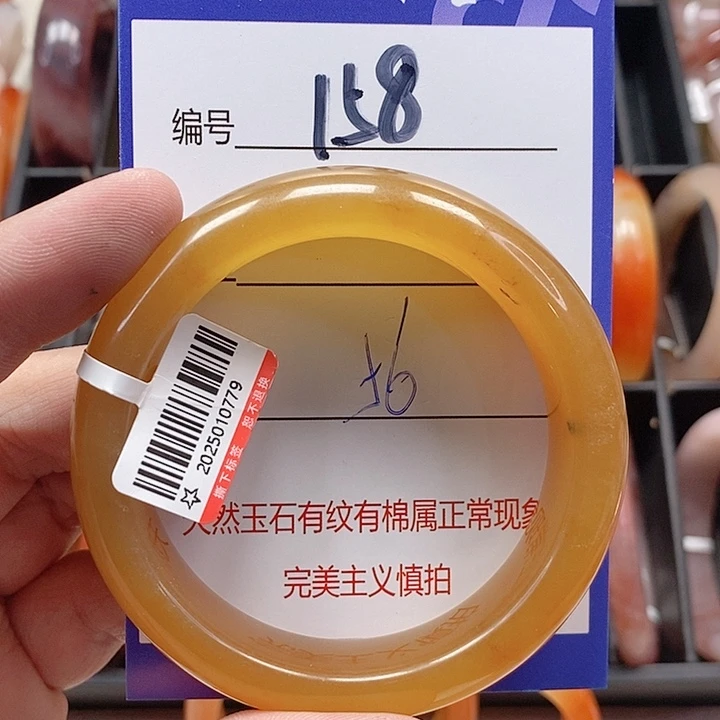 编号 158
56
2025010779
撕下标签 恕不退换
天然玉石有纹有棉属正常现象
完美主义慎拍